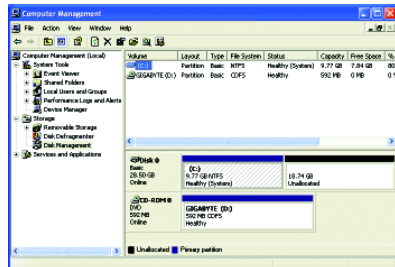 Computer Management
File Action View Window Help
Computer Management (Local)
System Tools
Event Viewer
Shared Folders
Local Users and Groups
Performance Logs and Alerts
Device Manager
Storage
Removable Storage
Disk Defragmenter
Disk Management
Services and Applications
Volume Layout Type File System Status Capacity Free Space %
(C:) Partition Basic NTFS Healthy (System) 9.77 GB 7.84 GB 80
GIGABYTE (D:) Partition Basic CDFS Healthy 592 MB 0 MB 0 %
Disk 0
Basic
28.50 GB
Online
(C:)
9.77 GB NTFS
Healthy (System)
18.74 GB
Unallocated
CD-ROM 0
DVD
592 MB
Online
GIGABYTE (D:)
592 MB CDFS
Healthy
Unallocated Primary partition